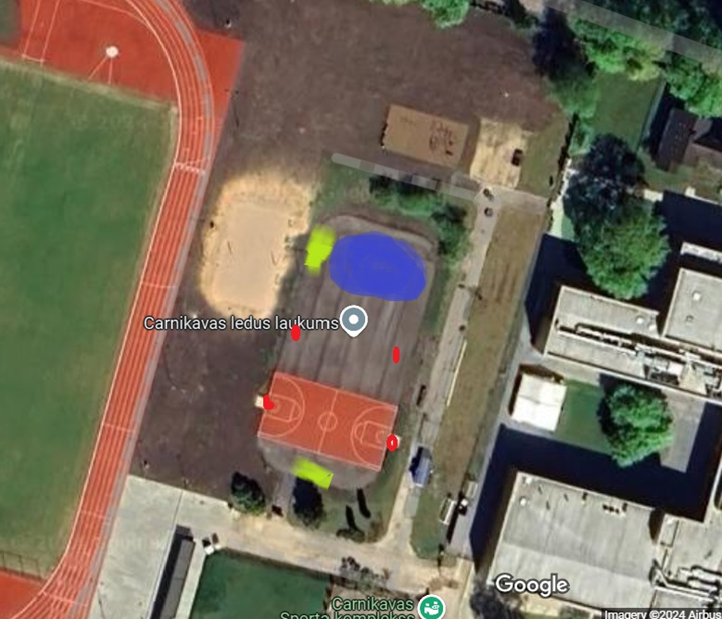 Carnikavas ledus laukums
Google
Carnikavas
Sporta komplekss
Imagery ©2024 Airbus